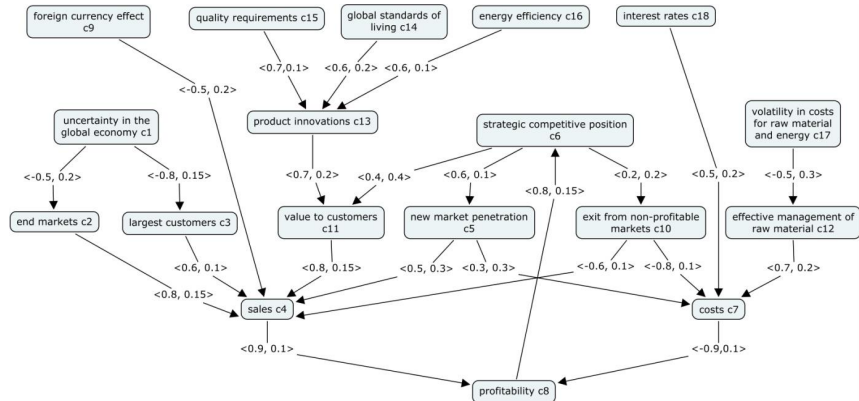 foreign currency effect
c9
quality requirements c15
global standards of
living c14
energy efficiency c16
interest rates c18
<-0.5, 0.2>
<0.7,0.1>
<0.6, 0.2>
<0.6, 0.1>
uncertainty in the
global economy c1
product innovations c13
strategic competitive position
c6
volatility in costs
for raw material
and energy c17
<-0.5, 0.2>
<-0.8, 0.15>
<0.7, 0.2>
<0.4, 0.4>
<0.6, 0.1>
<0.8, 0.15>
<0.2, 0.2>
<0.5, 0.2>
<-0.5, 0.3>
end markets c2
largest customers c3
value to customers
c11
new market penetration
c5
exit from non-profitable
markets c10
effective management of
raw material c12
<0.6, 0.1>
<0.8, 0.15>
<0.8, 0.15>
<0.5, 0.3>
<0.3, 0.3>
<-0.6, 0.1>
<-0.8, 0.1>
<0.7, 0.2>
sales c4
costs c7
<0.9, 0.1>
<-0.9,0.1>
profitability c8